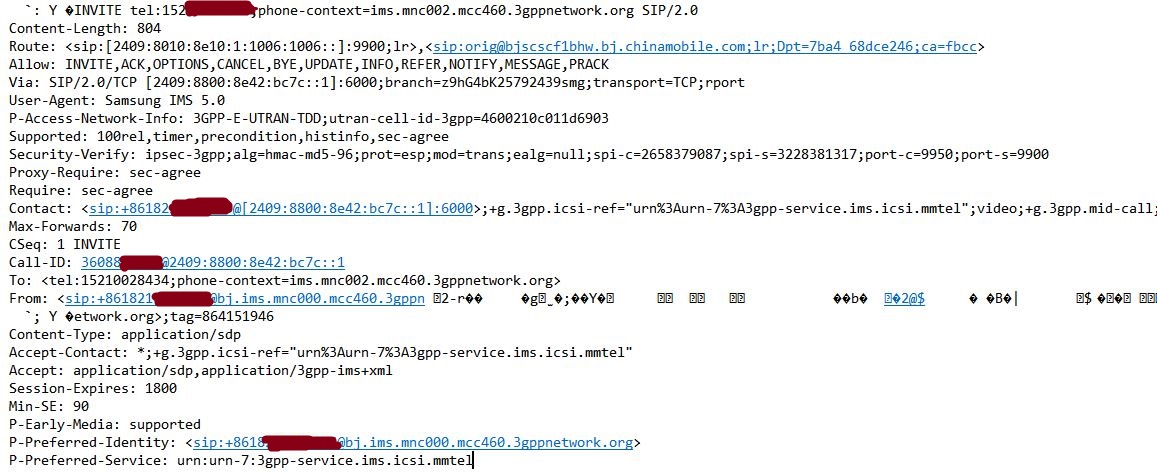 `: Y �INVITE tel:152 ;phone-context=ims.mnc002.mcc460.3gppnetwork.org SIP/2.0
Content-Length: 804
Route: <sip:[2409:8010:8e10:1:1006:1006::]:9900;lr>,<sip:orig@bjscscf1bhw.bj.chinamobile.com;lr;Dpt=7ba4_68dce246;ca=fbcc>
Allow: INVITE,ACK,OPTIONS,CANCEL,BYE,UPDATE,INFO,REFER,NOTIFY,MESSAGE,PRACK
Via: SIP/2.0/TCP [2409:8800:8e42:bc7c::1]:6000;branch=z9hG4bK25792439smg;transport=TCP;rport
User-Agent: Samsung IMS 5.0
P-Access-Network-Info: 3GPP-E-UTRAN-TDD;utran-cell-id-3gpp=4600210c011d6903
Supported: 100rel,timer,precondition,histinfo,sec-agree
Security-Verify: ipsec-3gpp;alg=hmac-md5-96;prot=esp;mod=trans;ealg=null;spi-c=2658379087;spi-s=3228381317;port-c=9950;port-s=9900
Proxy-Require: sec-agree
Require: sec-agree
Contact: <sip:+86182 @[2409:8800:8e42:bc7c::1]:6000>;+g.3gpp.icsi-ref="urn%3Aurn-7%3A3gpp-service.ims.icsi.mmtel";video;+g.3gpp.mid-call;
Max-Forwards: 70
CSeq: 1 INVITE
Call-ID: 36088 @2409:8800:8e42:bc7c::1
To: <tel:15210028434;phone-context=ims.mnc002.mcc460.3gppnetwork.org>
From: <sip:+861821 @bj.ims.mnc000.mcc460.3gppn 2-r�� �g ˷�;��Y� ��b� �2@$ � �B�| $ �� �
`; Y �etwork.org>;tag=864151946
Content-Type: application/sdp
Accept-Contact: *;+g.3gpp.icsi-ref="urn%3Aurn-7%3A3gpp-service.ims.icsi.mmtel"
Accept: application/sdp,application/3gpp-ims+xml
Session-Expires: 1800
Min-SE: 90
P-Early-Media: supported
P-Preferred-Identity: <sip:+8618 @bj.ims.mnc000.mcc460.3gppnetwork.org>
P-Preferred-Service: urn:urn-7:3gpp-service.ims.icsi.mmtel